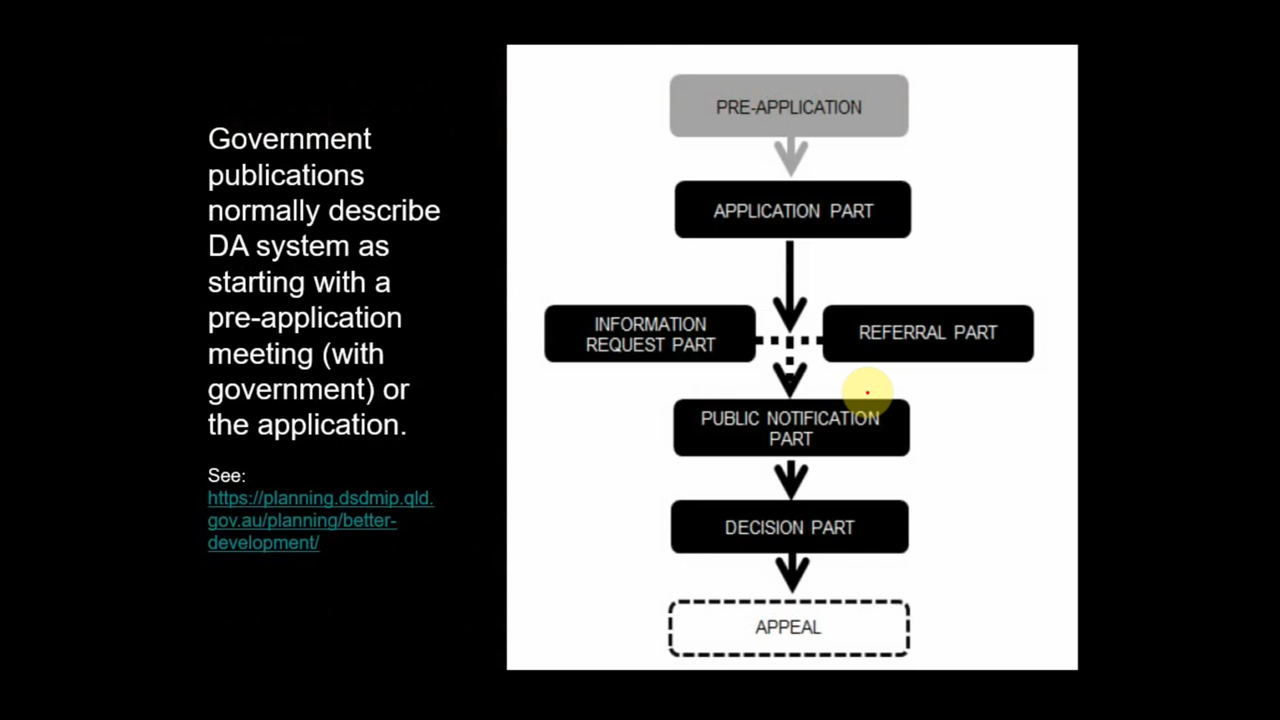 Government
publications
normally describe
DA system as
starting with a
pre-application
meeting (with
government) or
the application.
See:
https://planning.dsdmip.qld.
gov.au/planning/better-
development/
PRE-APPLICATION
APPLICATION PART
INFORMATION
REQUEST PART
REFERRAL PART
PUBLIC NOTIFICATION
PART
DECISION PART
APPEAL